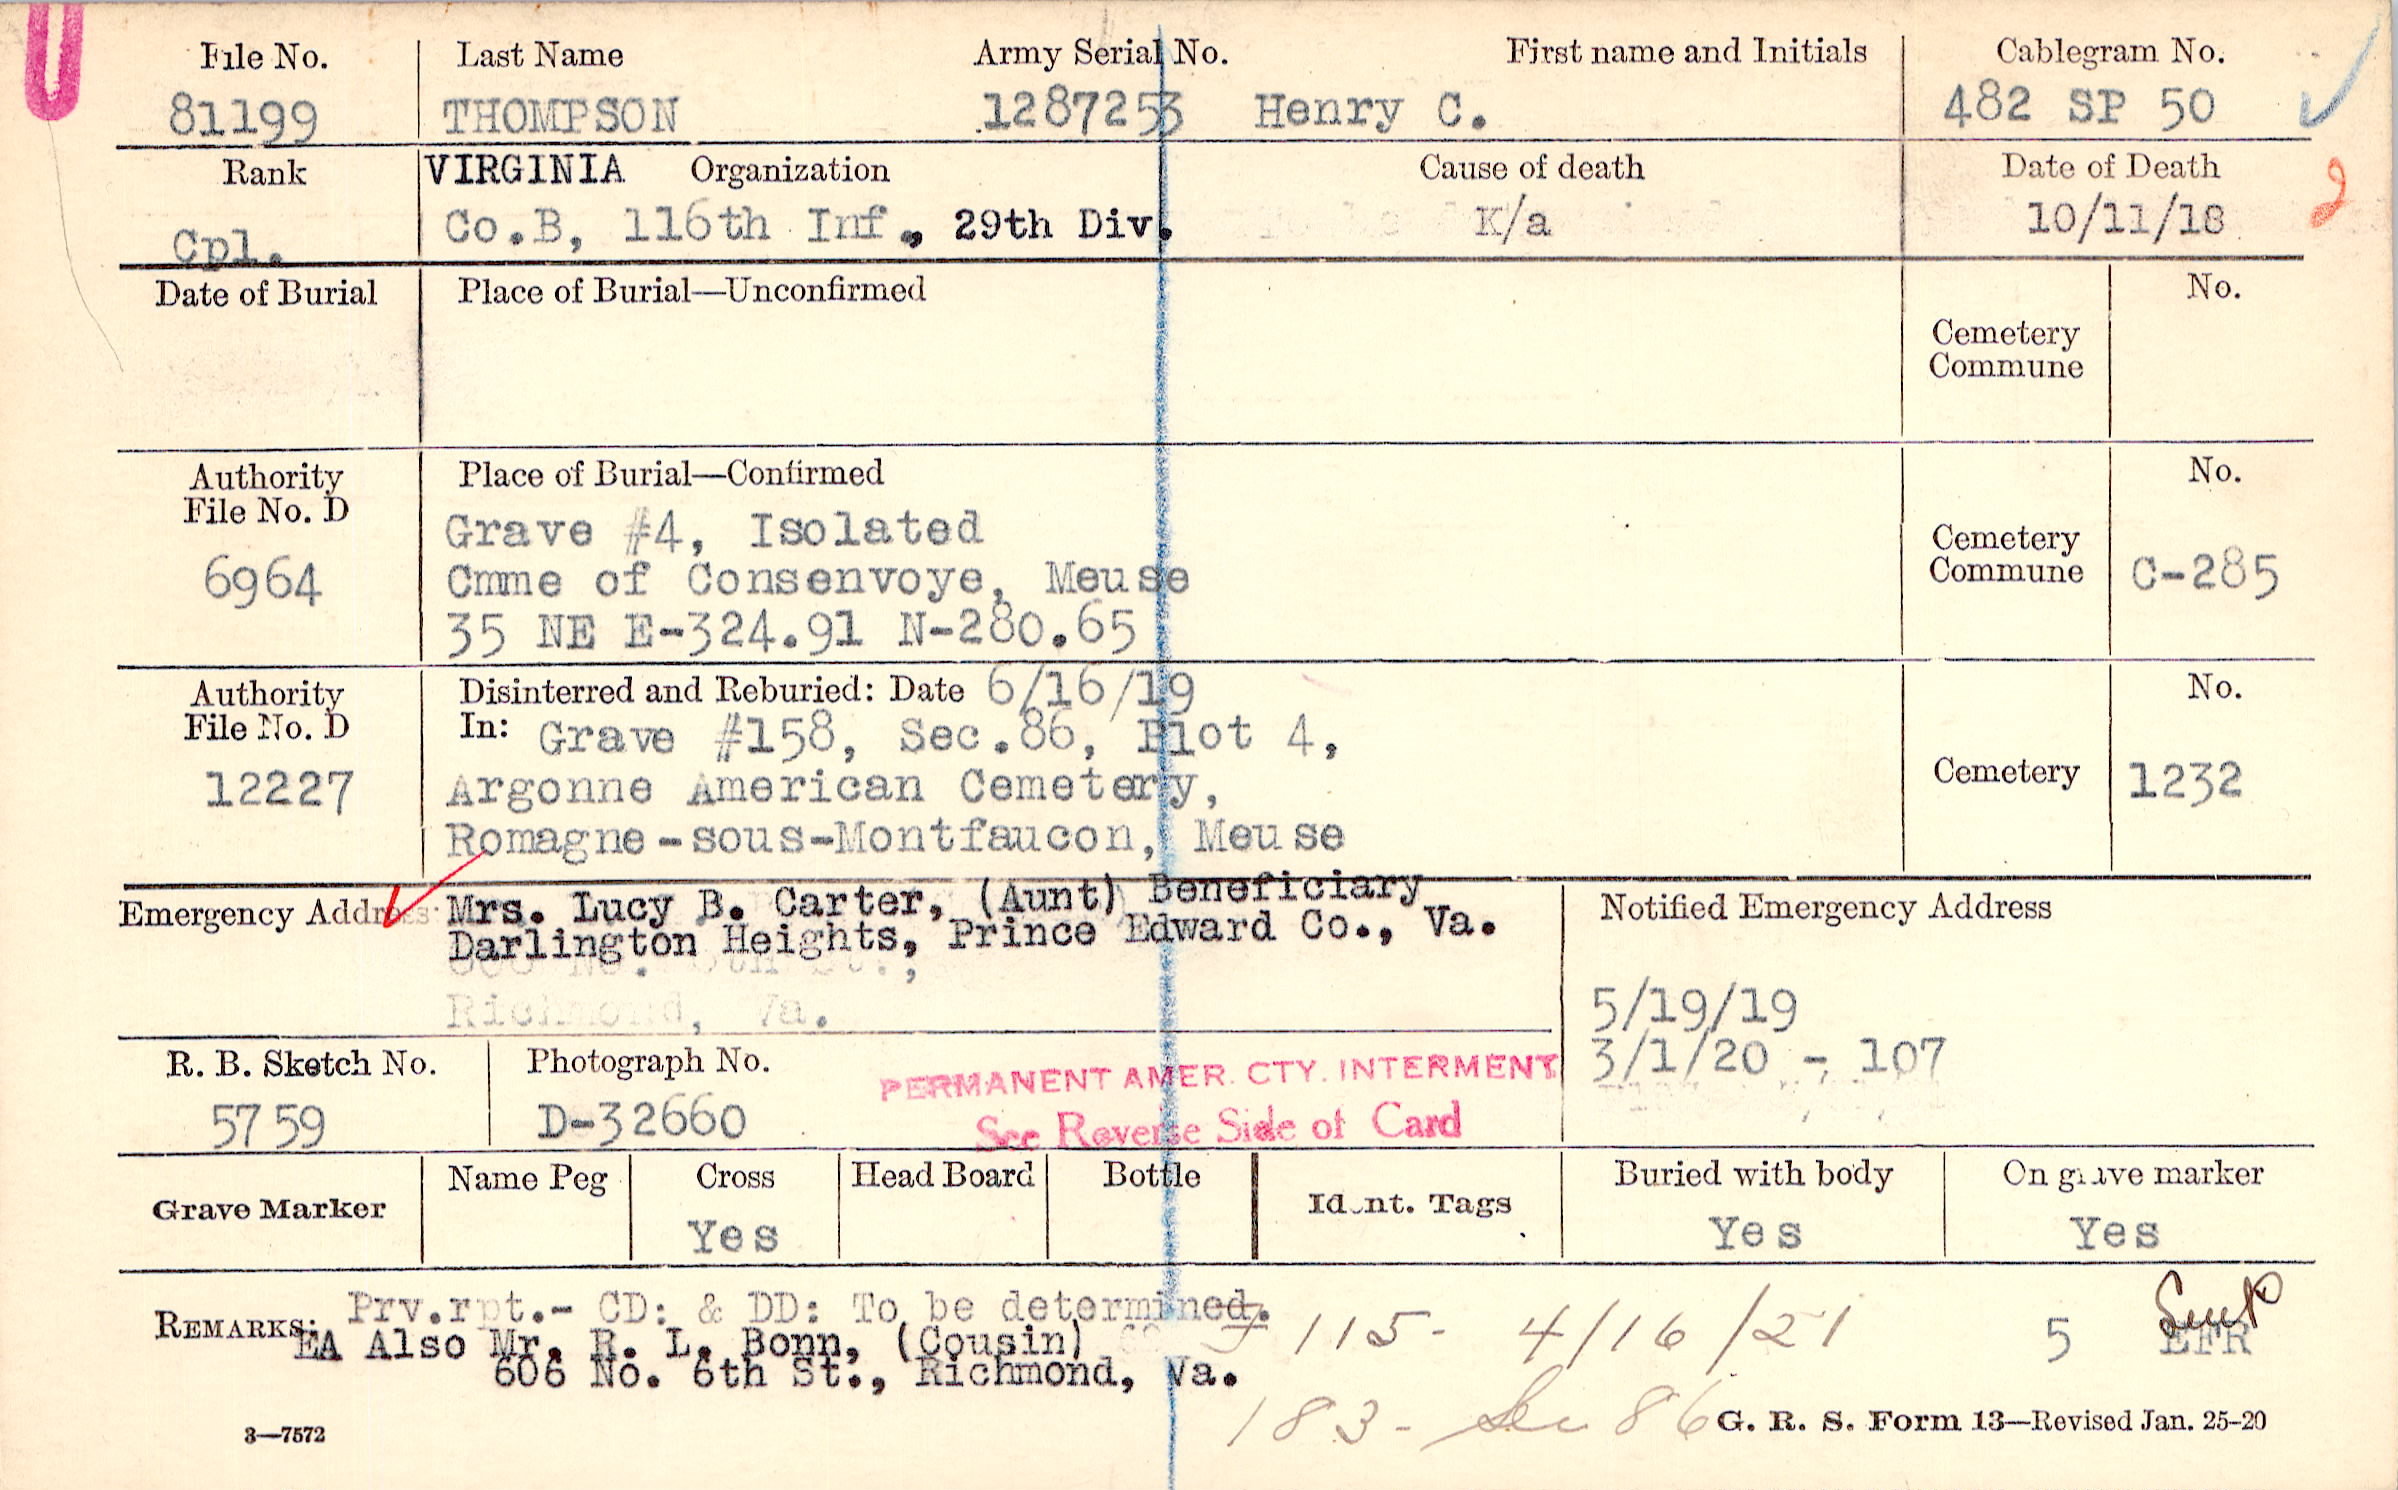 File No. Last Name Army Serial No. First name and Initials Cablegram No.
81199 THOMPSON 1287253 Henry C. 482 SP 50
Rank VIRGINIA Organization Cause of death Date of Death
Cpl. Co.B, 116th Inf., 29th Div. K/a 10/11/18
Date of Burial Place of Burial—Unconfirmed No.
Cemetery
Commune
Authority Place of Burial—Confirmed No.
File No. D
6964
Grave #4, Isolated
Cmme of Consenvoye, Meuse
35 NE E-324.91 N-280.65
Cemetery
Commune C-285
Authority Disinterred and Reburied: Date 6/16/19 No.
File No. D In: Grave #158, Sec.86, Plot 4,
12227 Argonne American Cemetery, Cemetery 1232
Romagne-sous-Montfaucon, Meuse
Emergency Address Mrs. Lucy B. Carter, (Aunt) Beneficiary Notified Emergency Address
Darlington Heights, Prince Edward Co., Va.
Richmond, Va. 5/19/19
3/1/20 - 107
R. B. Sketch No. Photograph No. PERMANENT AMER. CTY. INTERMENT
5759 D-32660 See Reverse Side of Card
Grave Marker Name Peg Cross Head Board Bottle Ident. Tags Buried with body On grave marker
Yes Yes Yes
REMARKS: Prv.rpt.- CD: & DD: To be determined.
EA Also Mr. R. L. Bonn, (Cousin) 115- 4/16/21 5 EFR
606 No. 6th St., Richmond, Va.
183- Sec 86
3—7572 G. R. S. Form 13—Revised Jan. 25-20